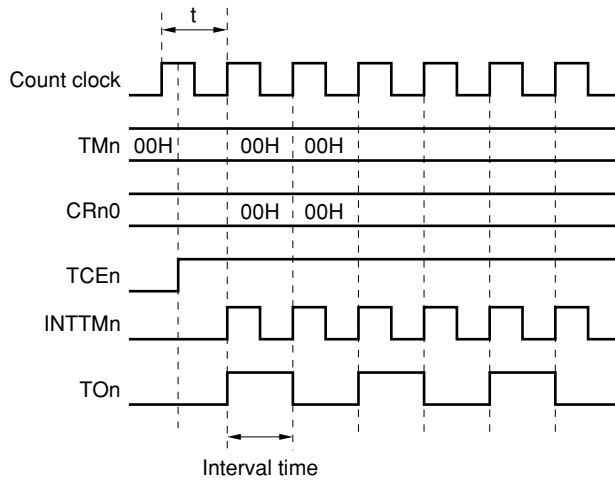 t
Count clock
TMn 00H 00H 00H
CRn0 00H 00H
TCEn
INTTMn
TOn
Interval time